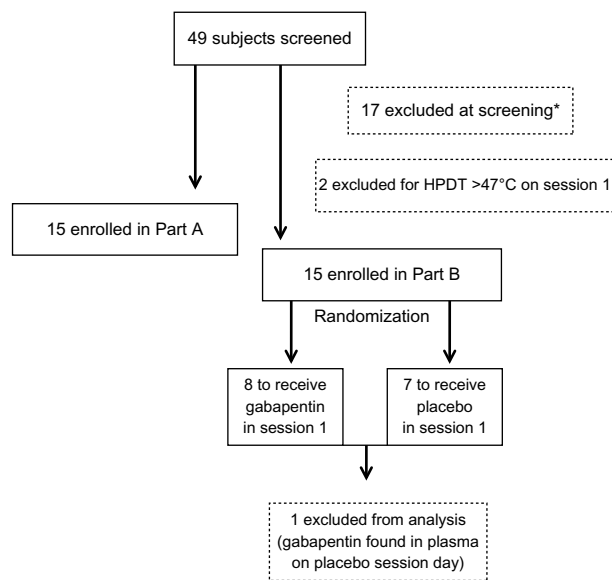 49 subjects screened
17 excluded at screening*
2 excluded for HPDT >47°C on session 1
15 enrolled in Part A
15 enrolled in Part B
Randomization
8 to receive
gabapentin
in session 1
7 to receive
placebo
in session 1
1 excluded from analysis
(gabapentin found in plasma
on placebo session day)